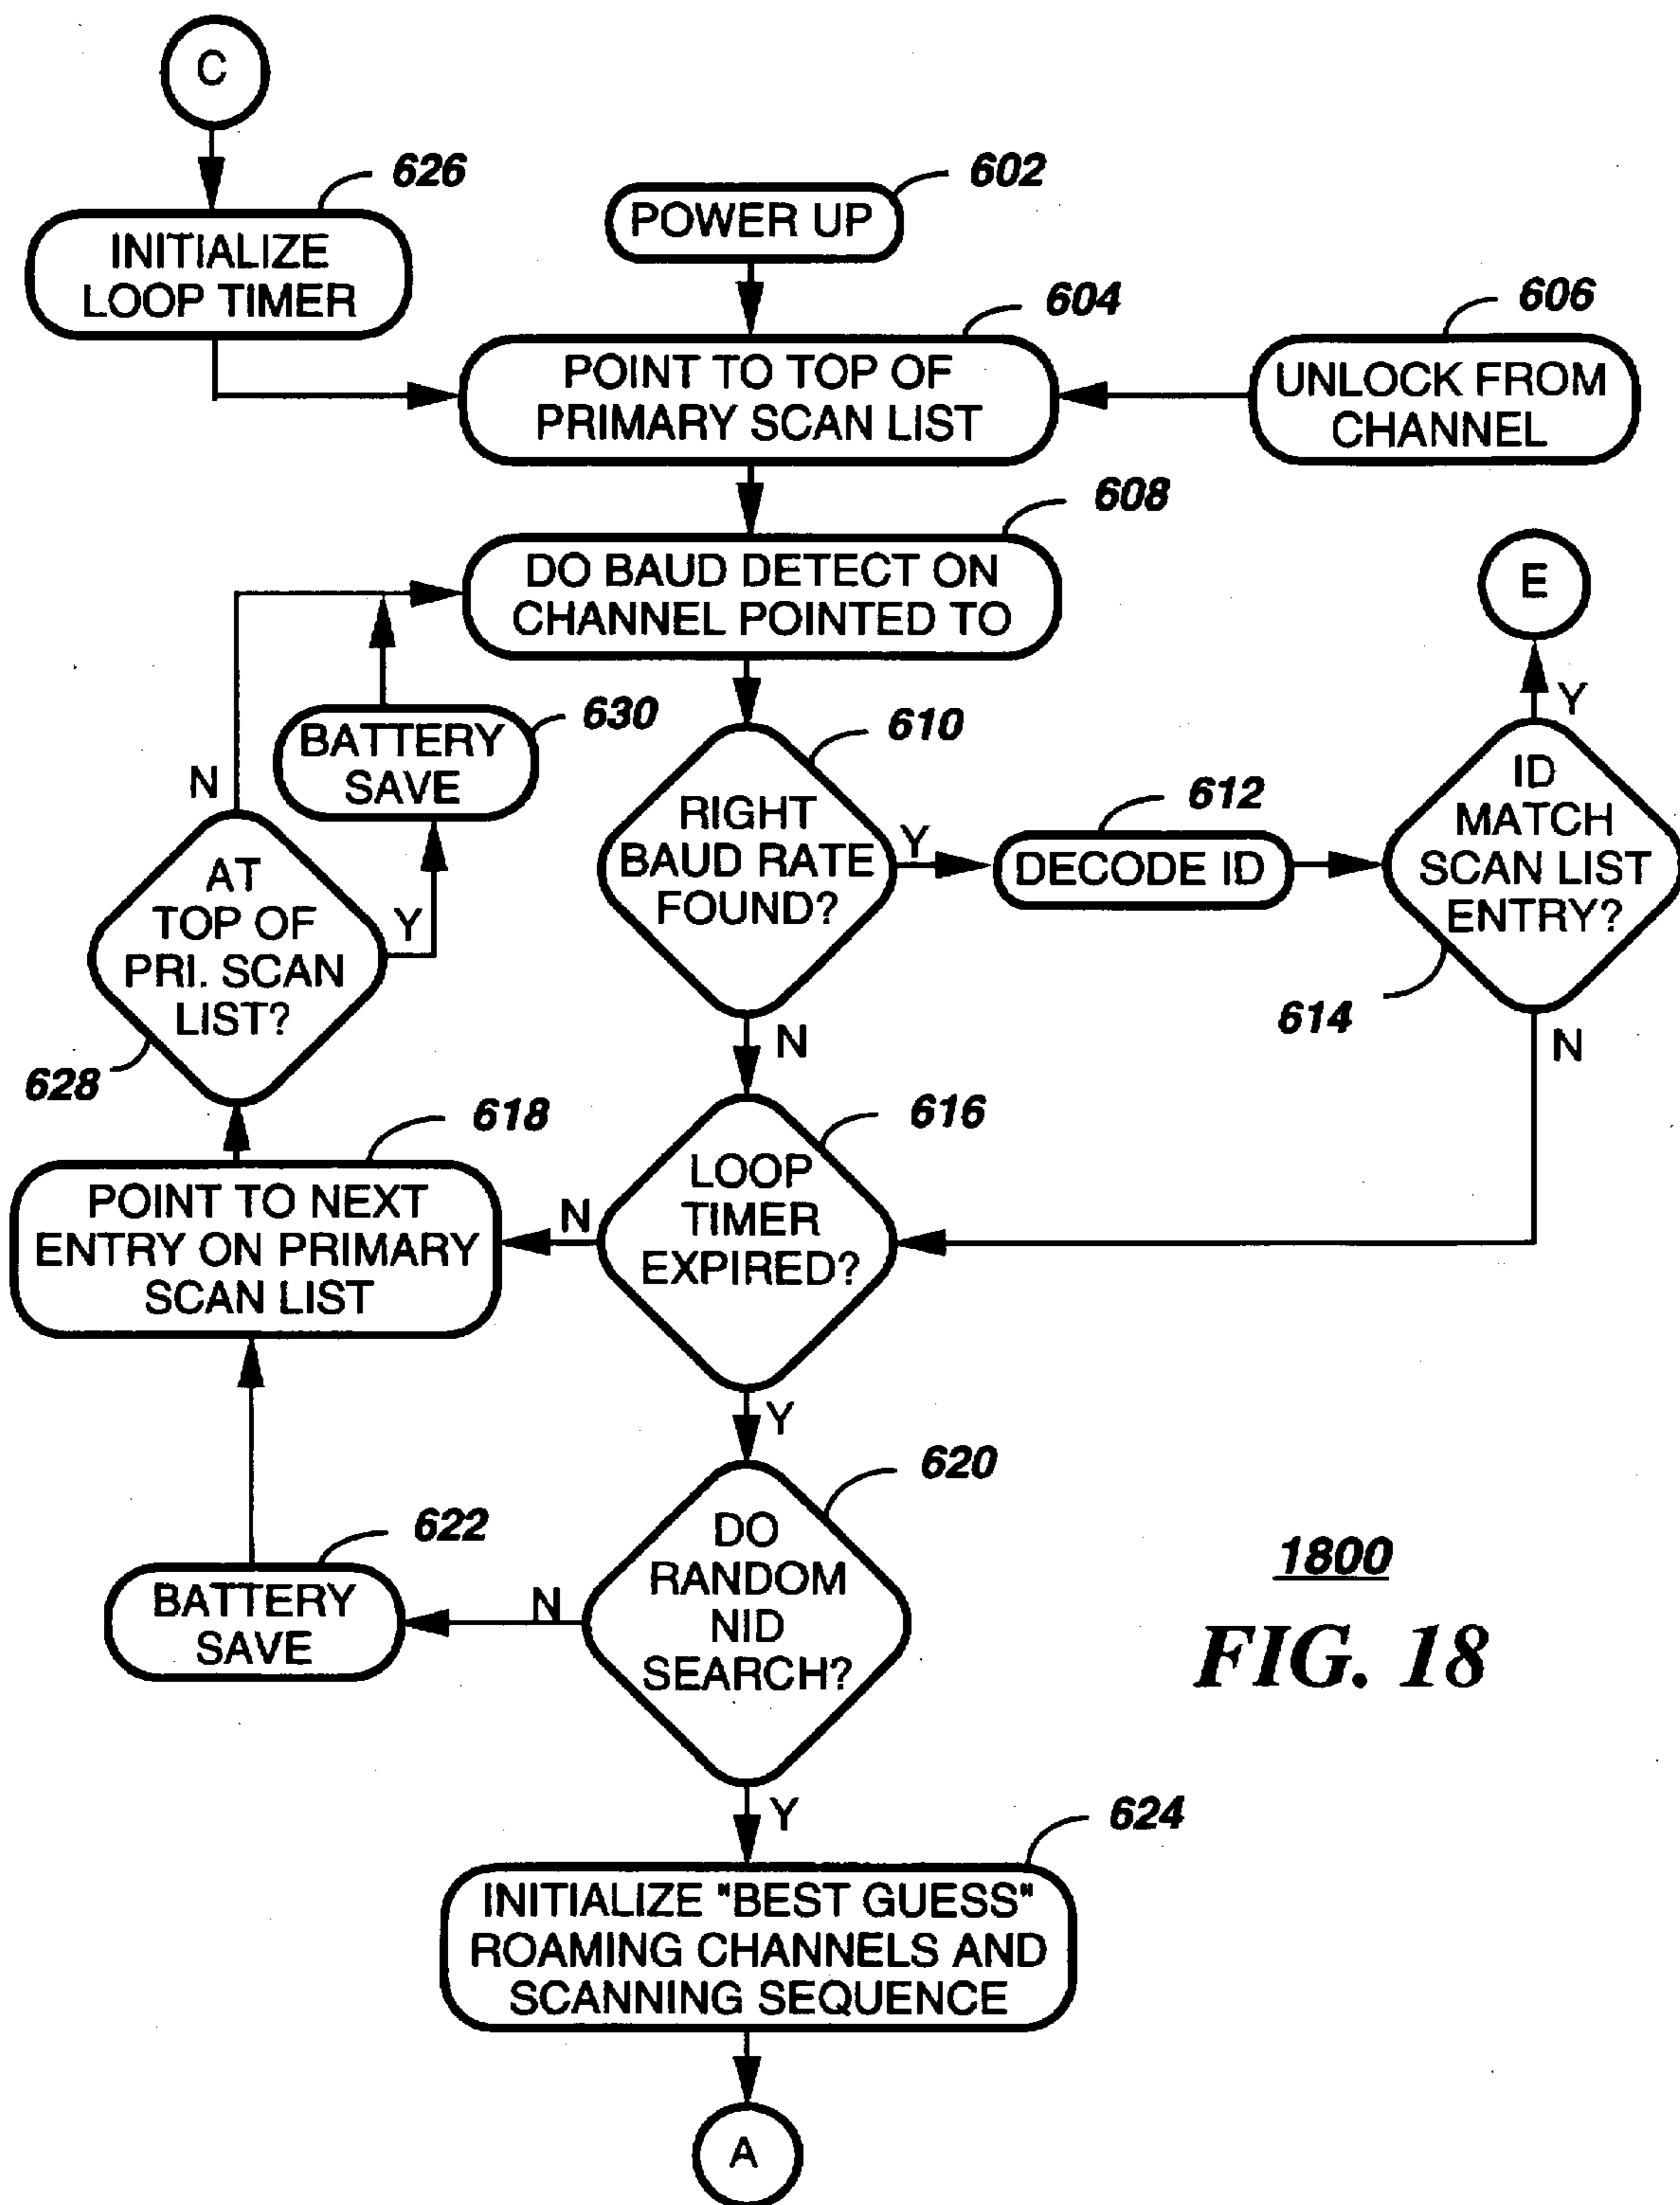 C
626
INITIALIZE
LOOP TIMER
602
POWER UP
604
POINT TO TOP OF
PRIMARY SCAN LIST
606
UNLOCK FROM
CHANNEL
608
DO BAUD DETECT ON
CHANNEL POINTED TO
E
Y
630
BATTERY
SAVE
N
610
RIGHT
BAUD RATE
FOUND?
Y
612
DECODE ID
ID
MATCH
SCAN LIST
ENTRY?
614
N
AT
TOP OF
PRI. SCAN
LIST?
Y
628
N
618
POINT TO NEXT
ENTRY ON PRIMARY
SCAN LIST
616
LOOP
TIMER
EXPIRED?
N
Y
620
DO
RANDOM
NID
SEARCH?
N
622
BATTERY
SAVE
Y
624
INITIALIZE "BEST GUESS"
ROAMING CHANNELS AND
SCANNING SEQUENCE
A
1800
FIG. 18